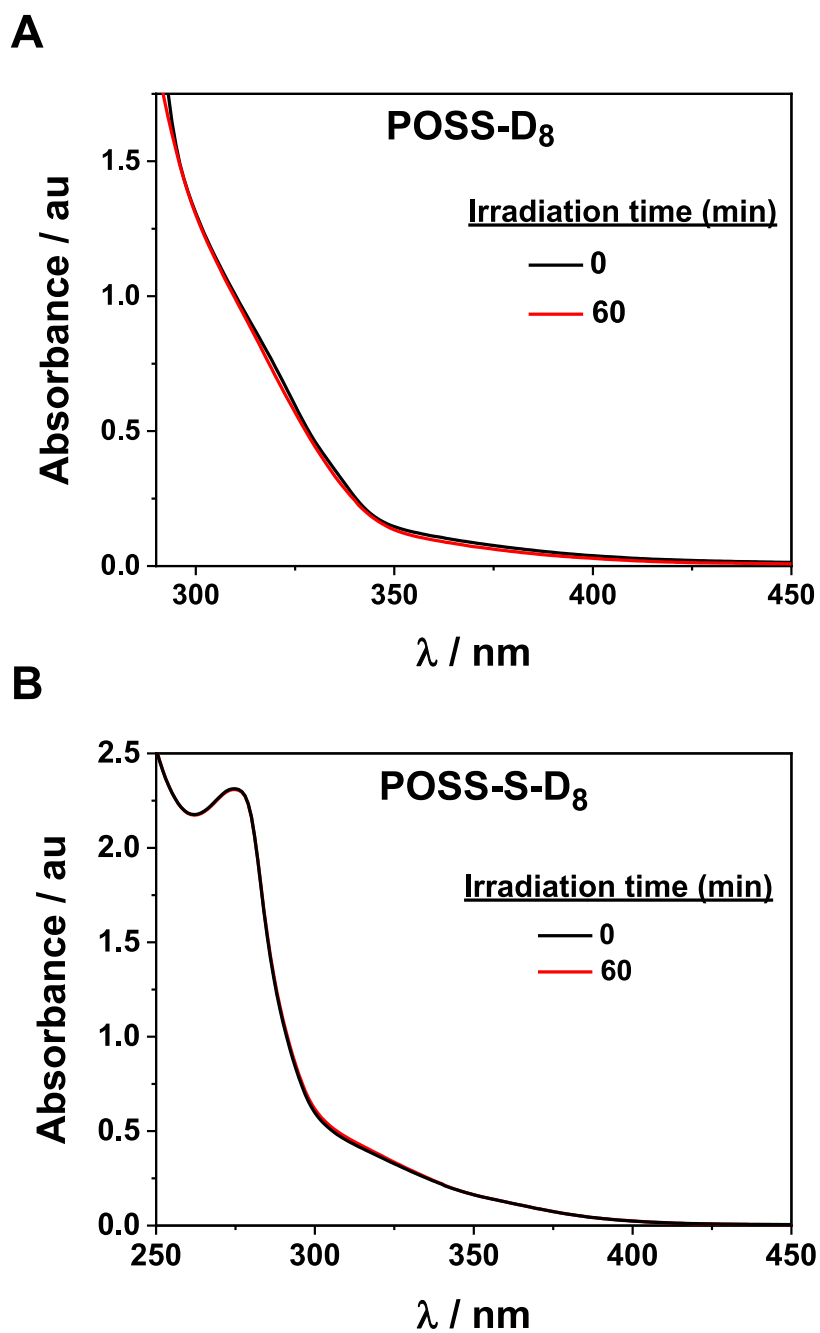 A
POSS-D8
Irradiation time (min)
0
60
1.5
1.0
0.5
0.0
Absorbance / au
300 350 400 450
λ / nm
B
POSS-S-D8
Irradiation time (min)
0
60
2.5
2.0
1.5
1.0
0.5
0.0
Absorbance / au
250 300 350 400 450
λ / nm